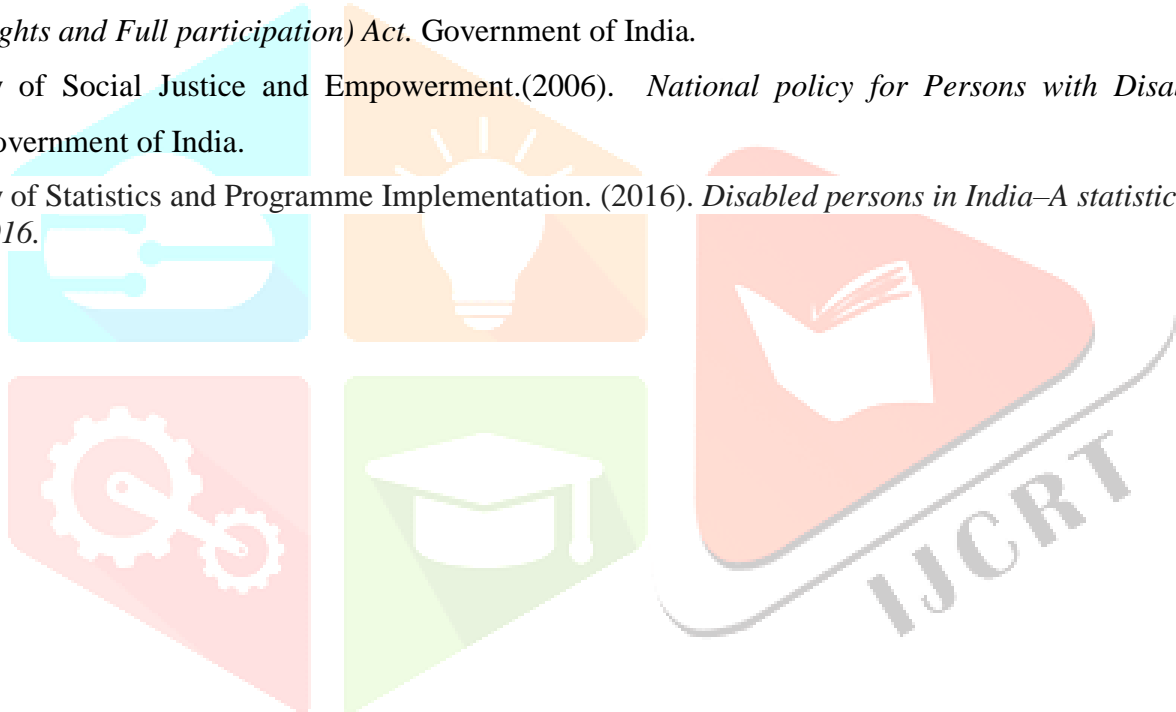 ghts and Full participation) Act. Government of India.
y of Social Justice and Empowerment.(2006). National policy for Persons with Disa
overnment of India.
y of Statistics and Programme Implementation. (2016). Disabled persons in India–A statistic
016.
IJCRT